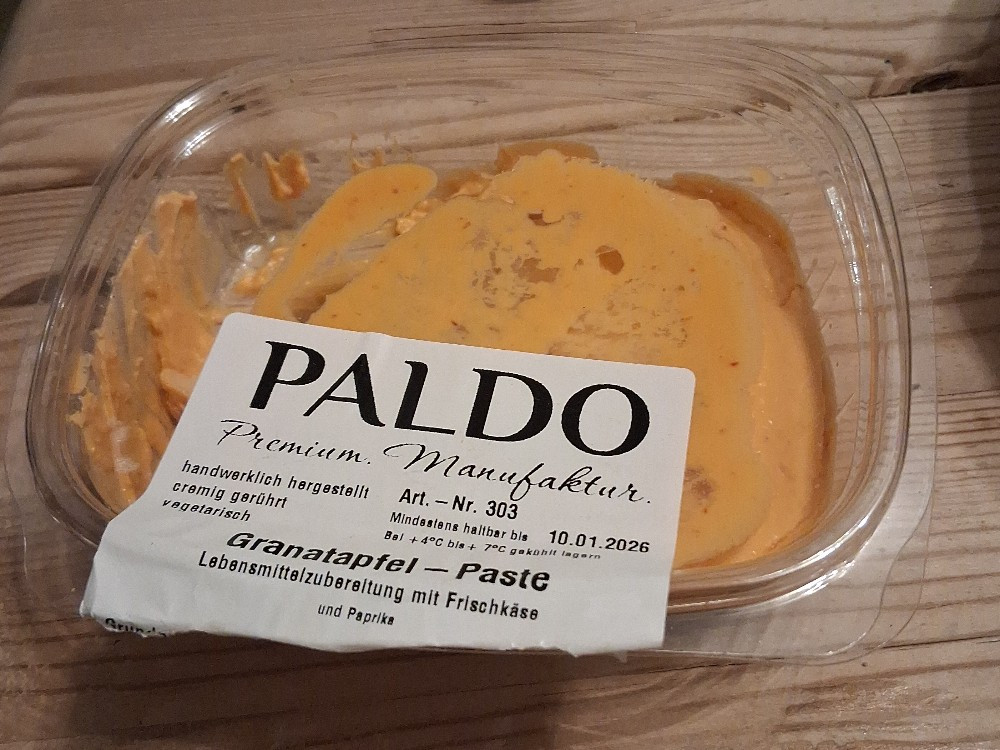 PALDO
Premium. Manufaktur.
handwerklich hergestellt
cremig gerührt
vegetarisch
Art. – Nr. 303
Mindestens haltbar bis 10.01.2026
Bei +4°C bis + 7°C gekühlt lagern
Granatapfel – Paste
Lebensmittelzubereitung mit Frischkäse
und Paprika